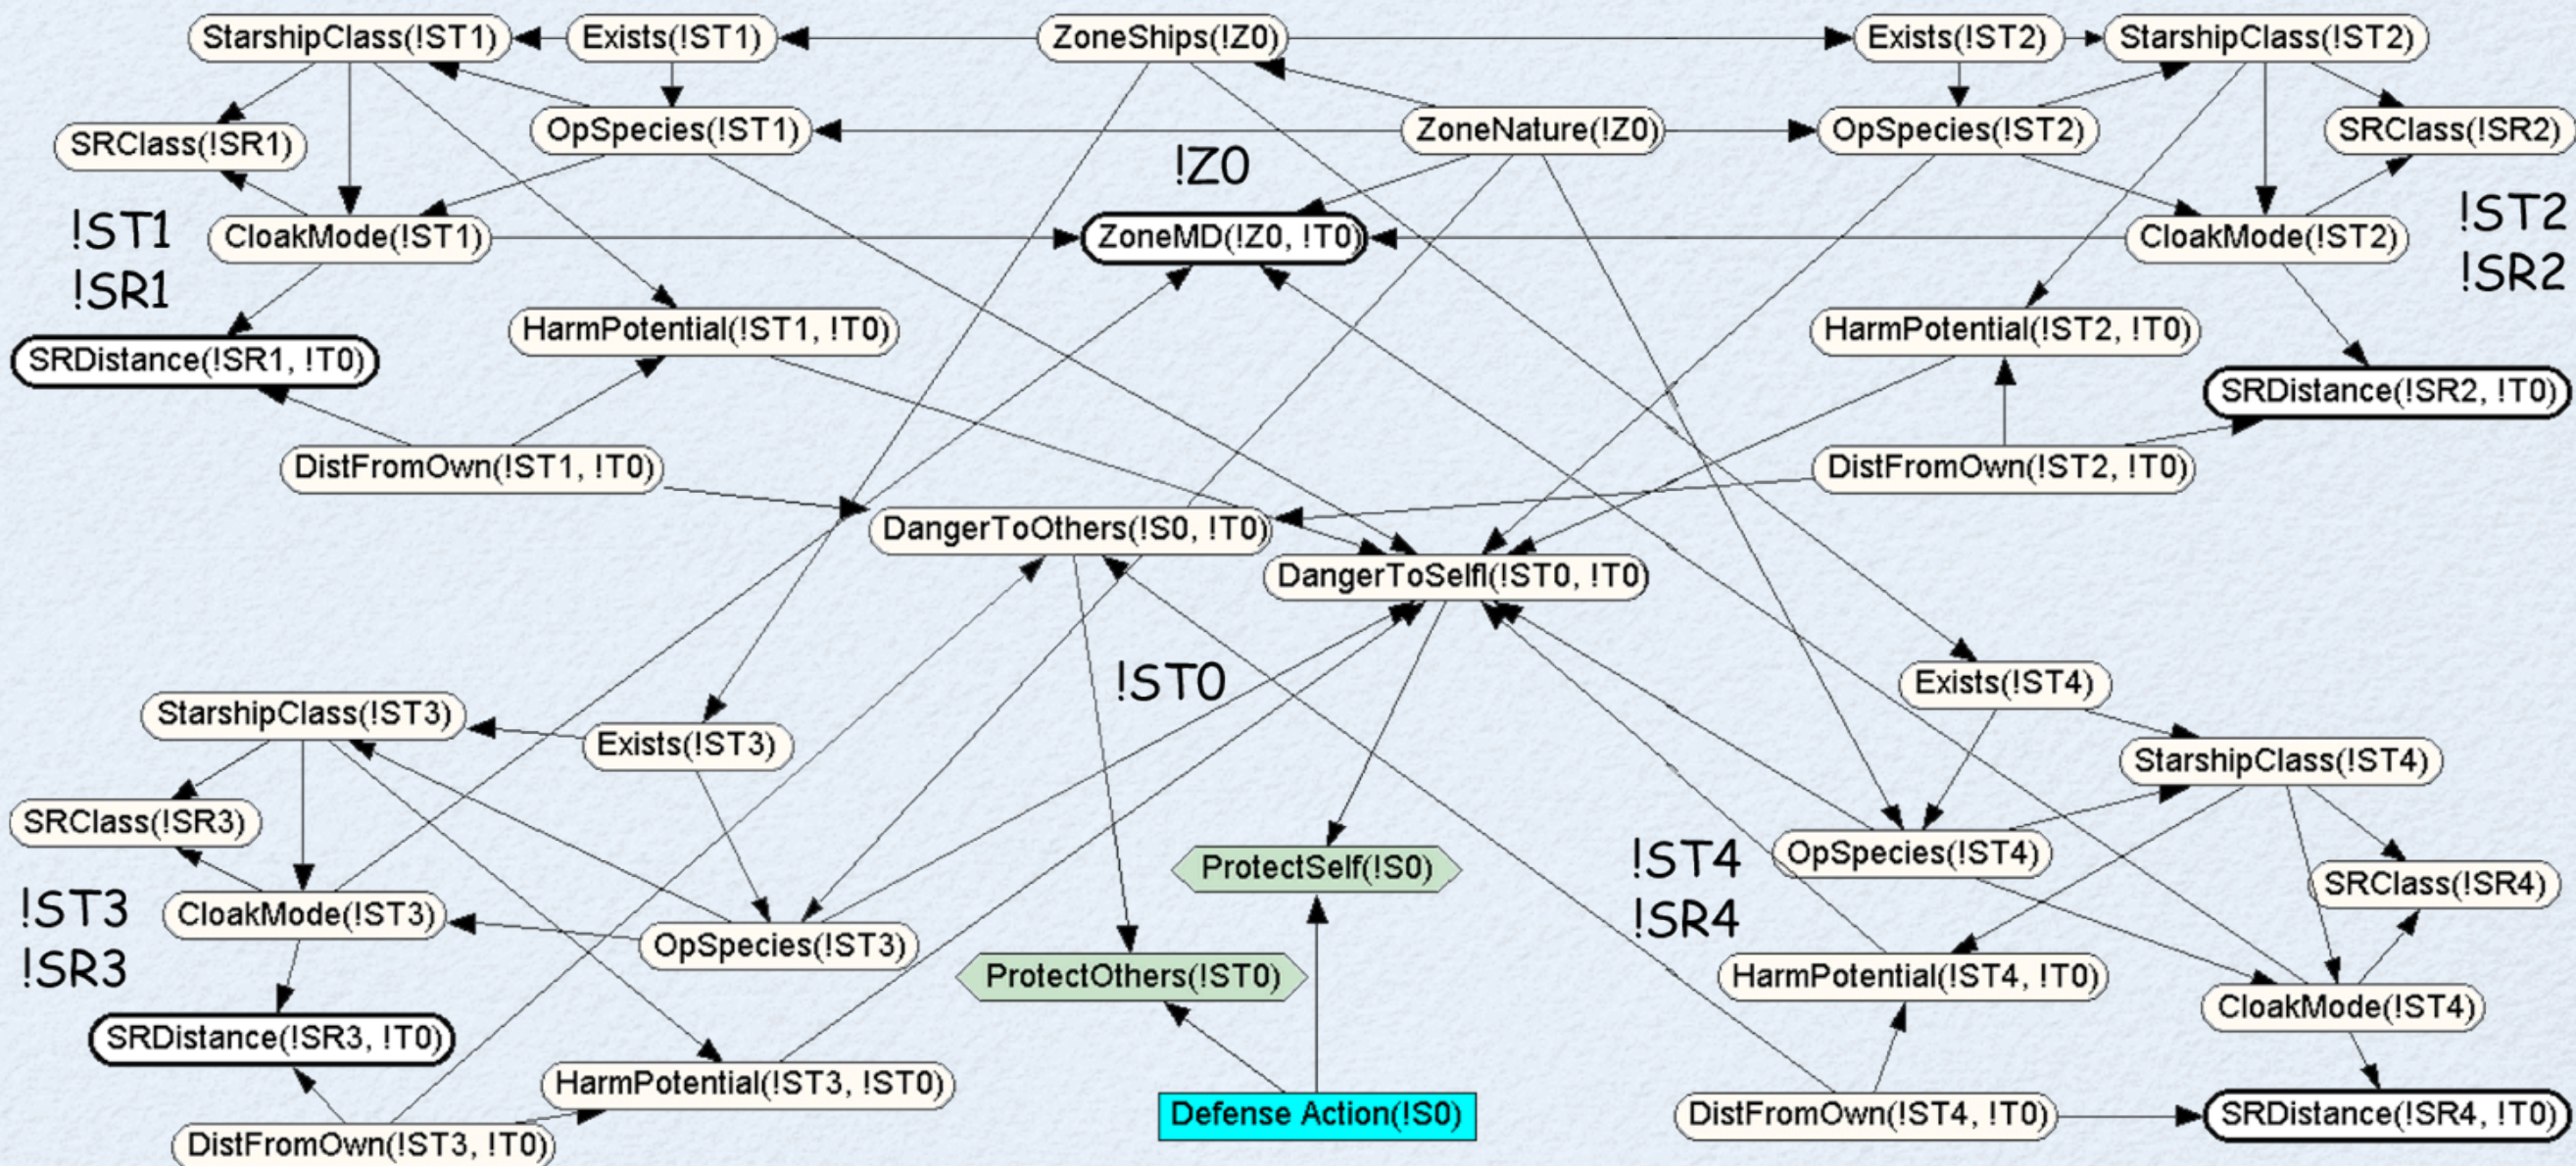 StarshipClass(!ST1)
Exists(!ST1)
ZoneShips(!Z0)
Exists(!ST2)
StarshipClass(!ST2)
SRClass(!SR1)
OpSpecies(!ST1)
ZoneNature(!Z0)
OpSpecies(!ST2)
SRClass(!SR2)
!Z0
!ST1
!SR1
CloakMode(!ST1)
ZoneMD(!Z0, !T0)
CloakMode(!ST2)
!ST2
!SR2
HarmPotential(!ST1, !T0)
HarmPotential(!ST2, !T0)
SRDistance(!SR1, !T0)
SRDistance(!SR2, !T0)
DistFromOwn(!ST1, !T0)
DistFromOwn(!ST2, !T0)
DangerToOthers(!S0, !T0)
DangerToSelfl(!ST0, !T0)
!ST0
Exists(!ST4)
StarshipClass(!ST3)
Exists(!ST3)
StarshipClass(!ST4)
SRClass(!SR3)
ProtectSelf(!S0)
!ST4
!SR4
OpSpecies(!ST4)
SRClass(!SR4)
!ST3
!SR3
CloakMode(!ST3)
OpSpecies(!ST3)
ProtectOthers(!ST0)
HarmPotential(!ST4, !T0)
CloakMode(!ST4)
SRDistance(!SR3, !T0)
HarmPotential(!ST3, !ST0)
Defense Action(!S0)
DistFromOwn(!ST4, !T0)
SRDistance(!SR4, !T0)
DistFromOwn(!ST3, !T0)